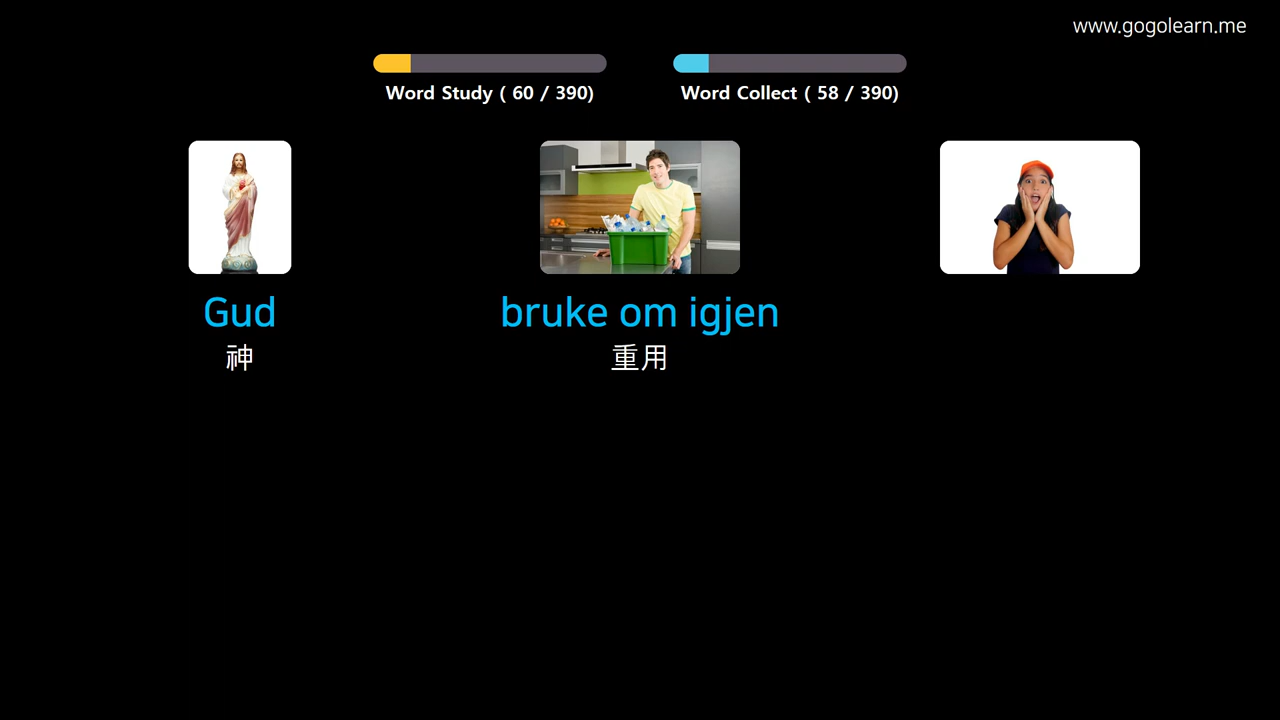 www.gogolearn.me
Word Study ( 60 / 390)
Word Collect ( 58 / 390)
Gud
bruke om igjen
神
重用